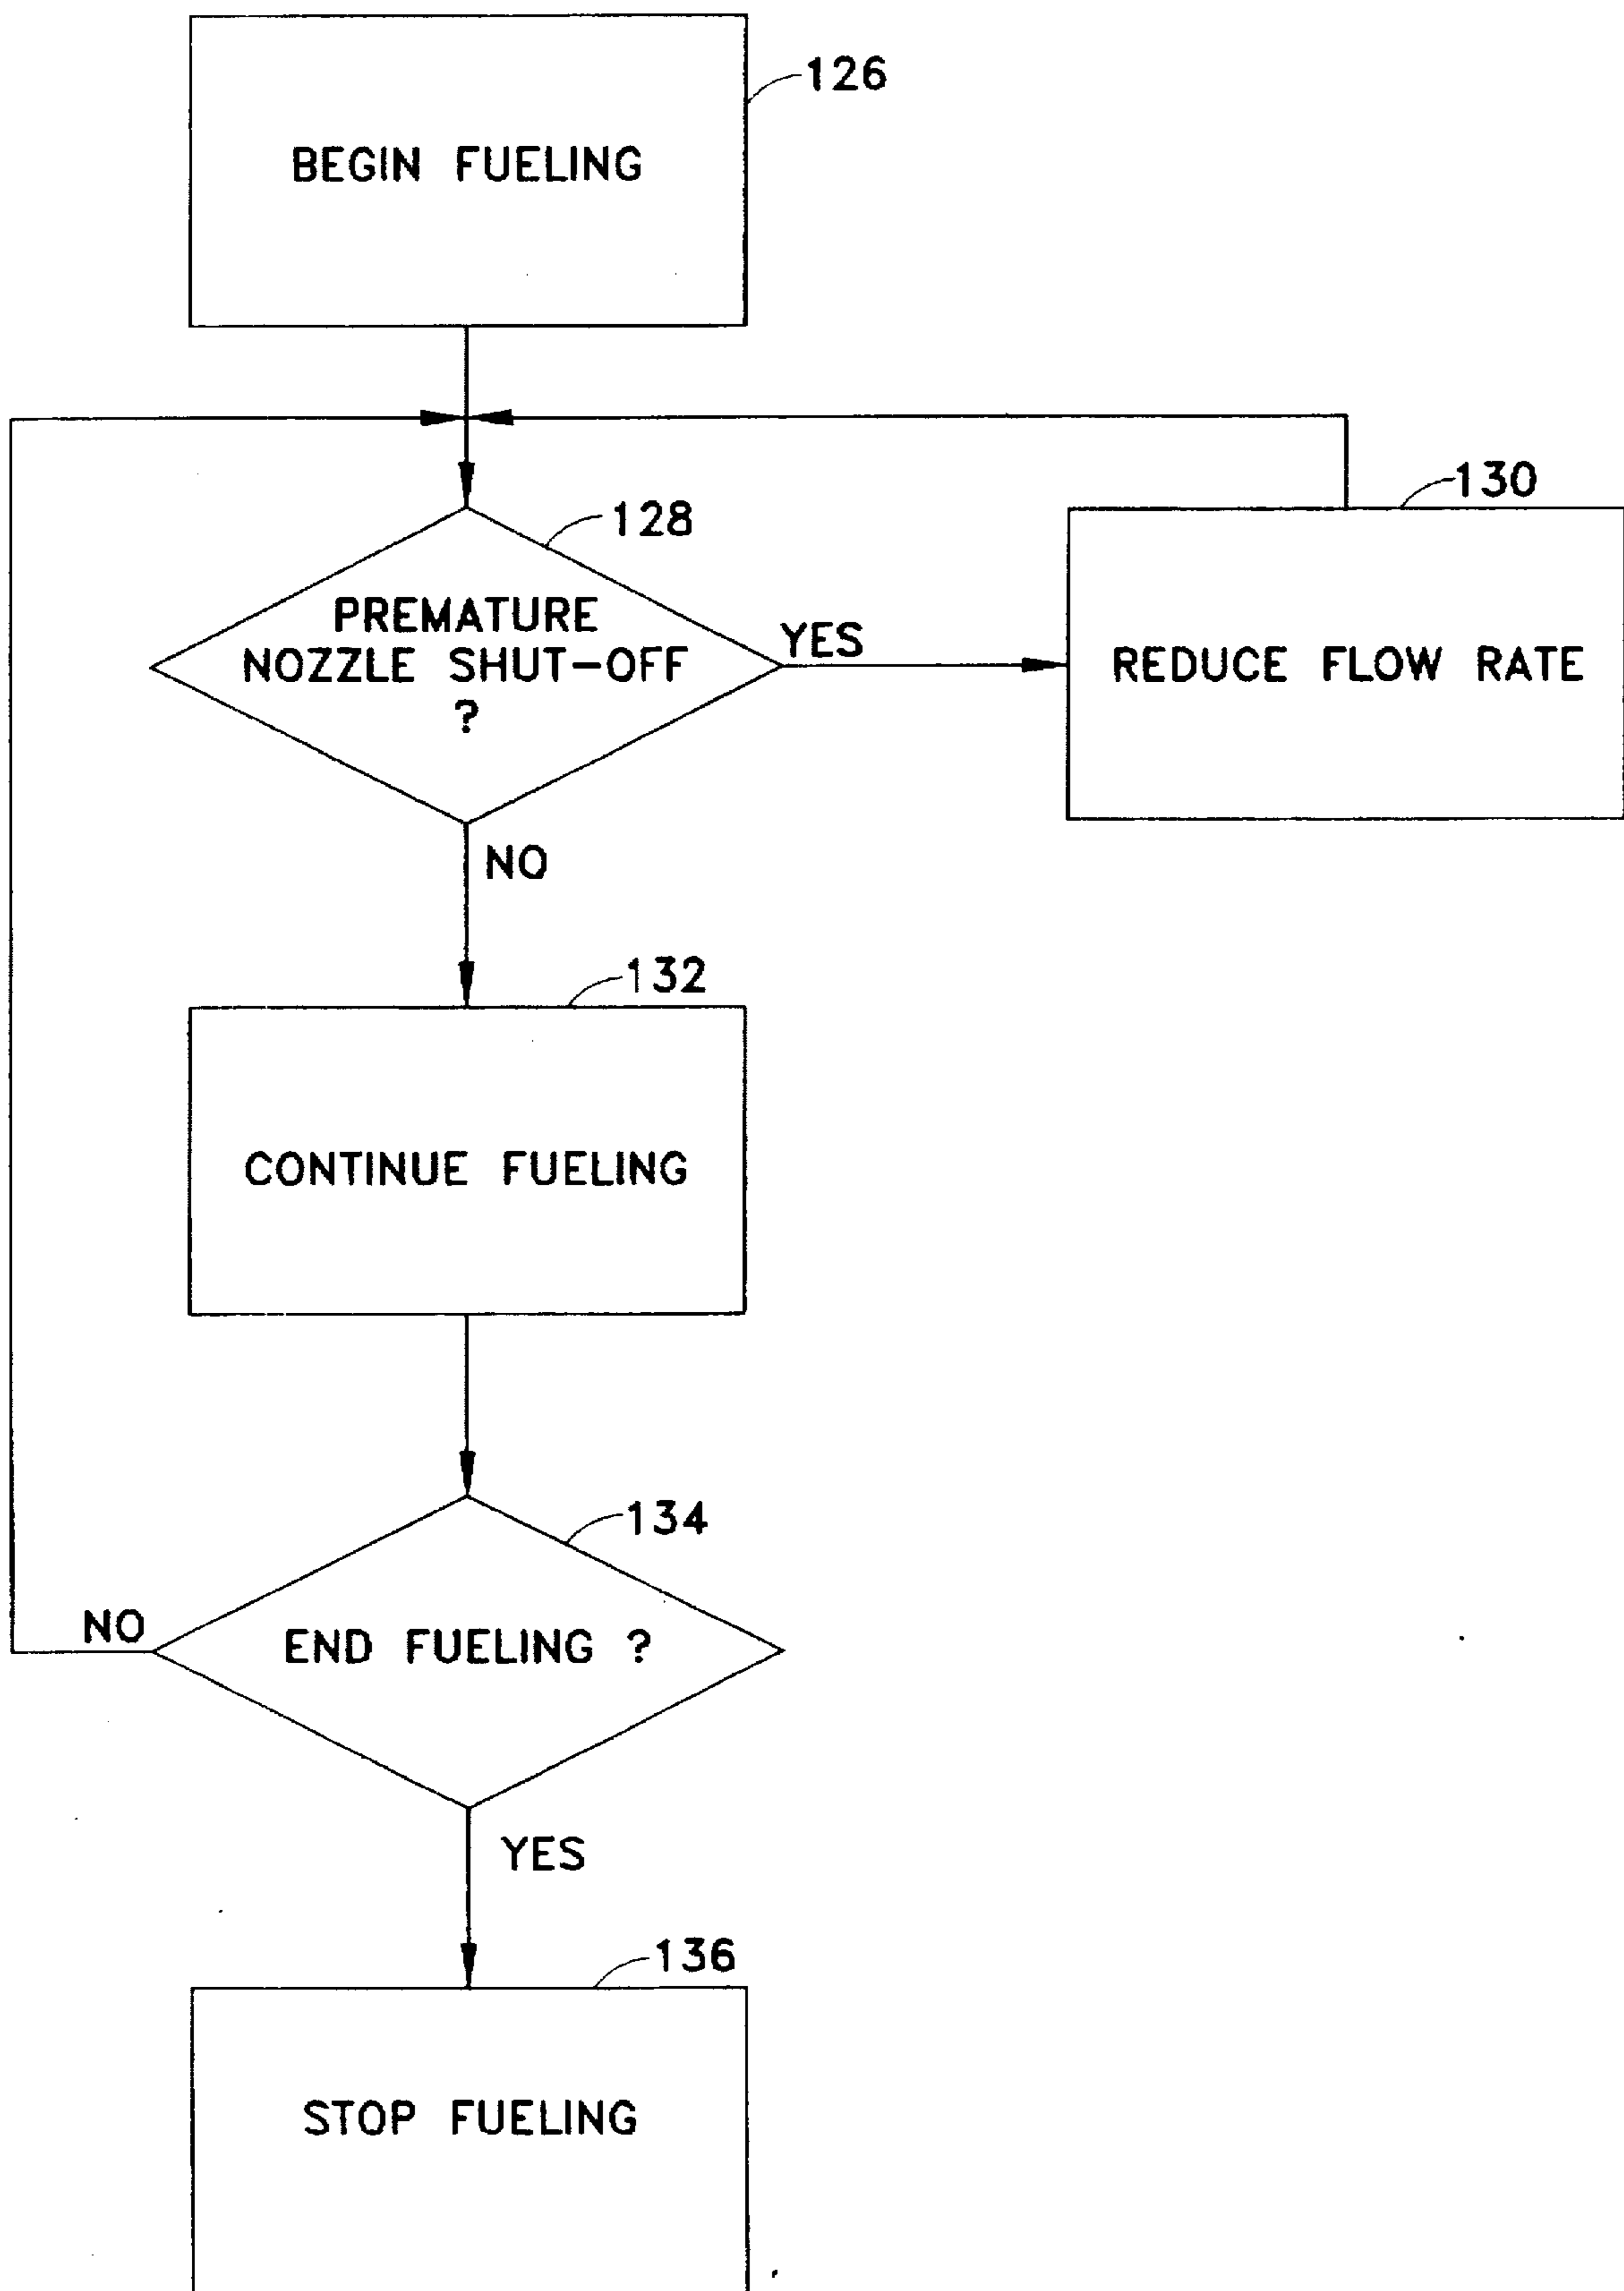 126
BEGIN FUELING
128
PREMATURE
NOZZLE SHUT-OFF
?
YES
130
REDUCE FLOW RATE
NO
132
CONTINUE FUELING
134
END FUELING ?
NO
YES
136
STOP FUELING